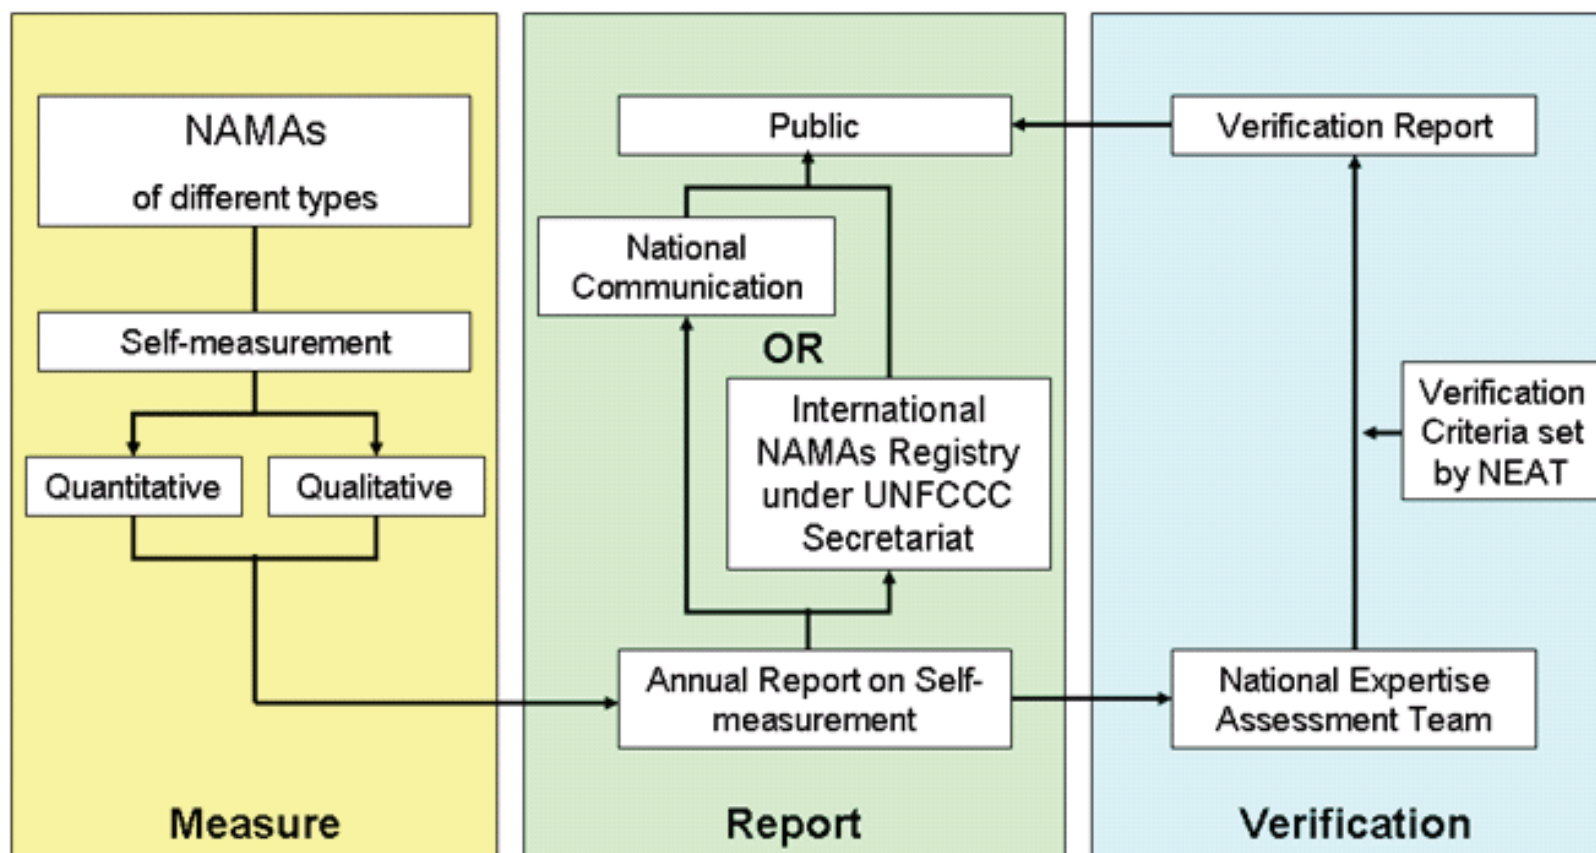 NAMAs
of different types
Self-measurement
Quantitative
Qualitative
Measure
Public
National
Communication
OR
International
NAMAs Registry
under UNFCCC
Secretariat
Annual Report on Self-
measurement
Report
Verification Report
Verification
Criteria set
by NEAT
National Expertise
Assessment Team
Verification